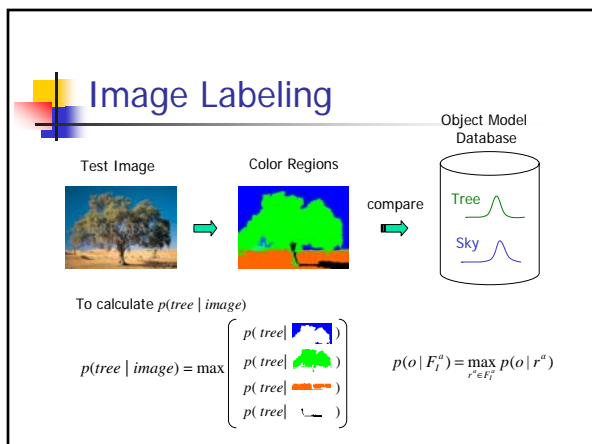 Image Labeling
Object Model
Database
Test Image
Color Regions
compare
Tree
Sky
To calculate p(tree | image)
p(tree | image) = max
p( tree| )
p( tree| )
p( tree| )
p( tree| )
p(o | F_I^a) = max_{r^a∈F_I^a} p(o | r^a)